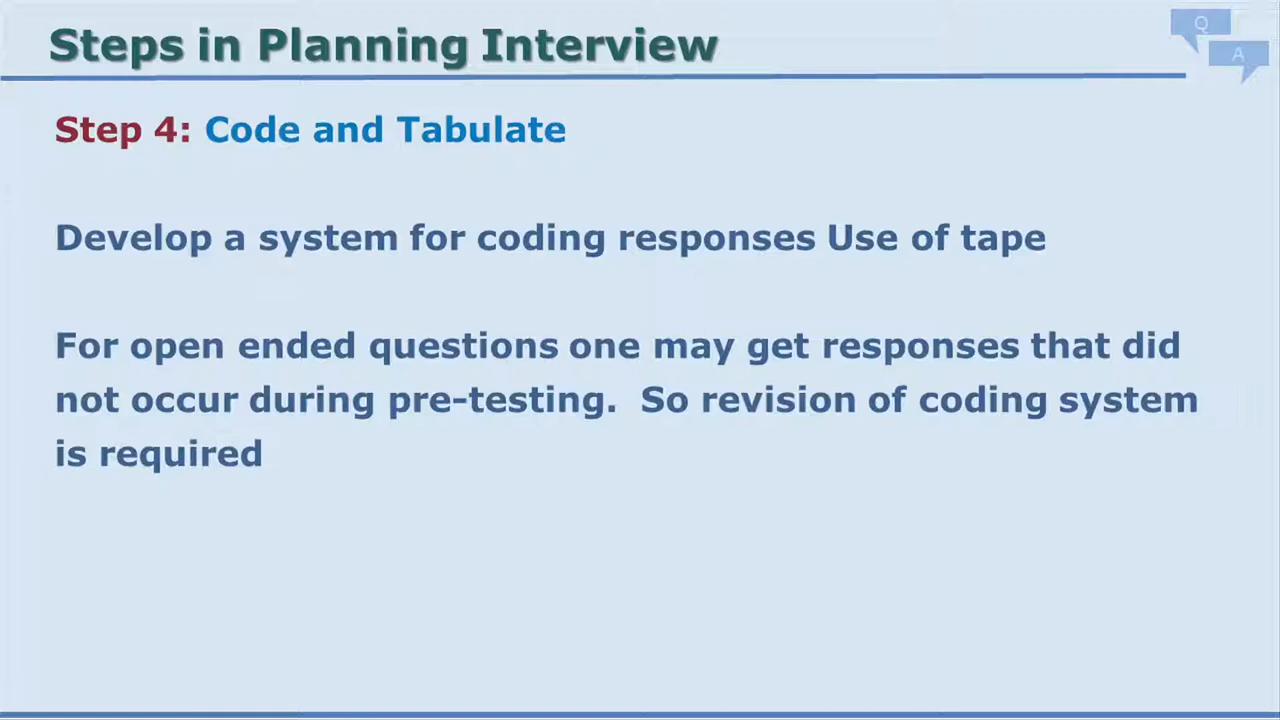 Steps in Planning Interview
Q
A
Step 4: Code and Tabulate
Develop a system for coding responses Use of tape
For open ended questions one may get responses that did
not occur during pre-testing.  So revision of coding system
is required